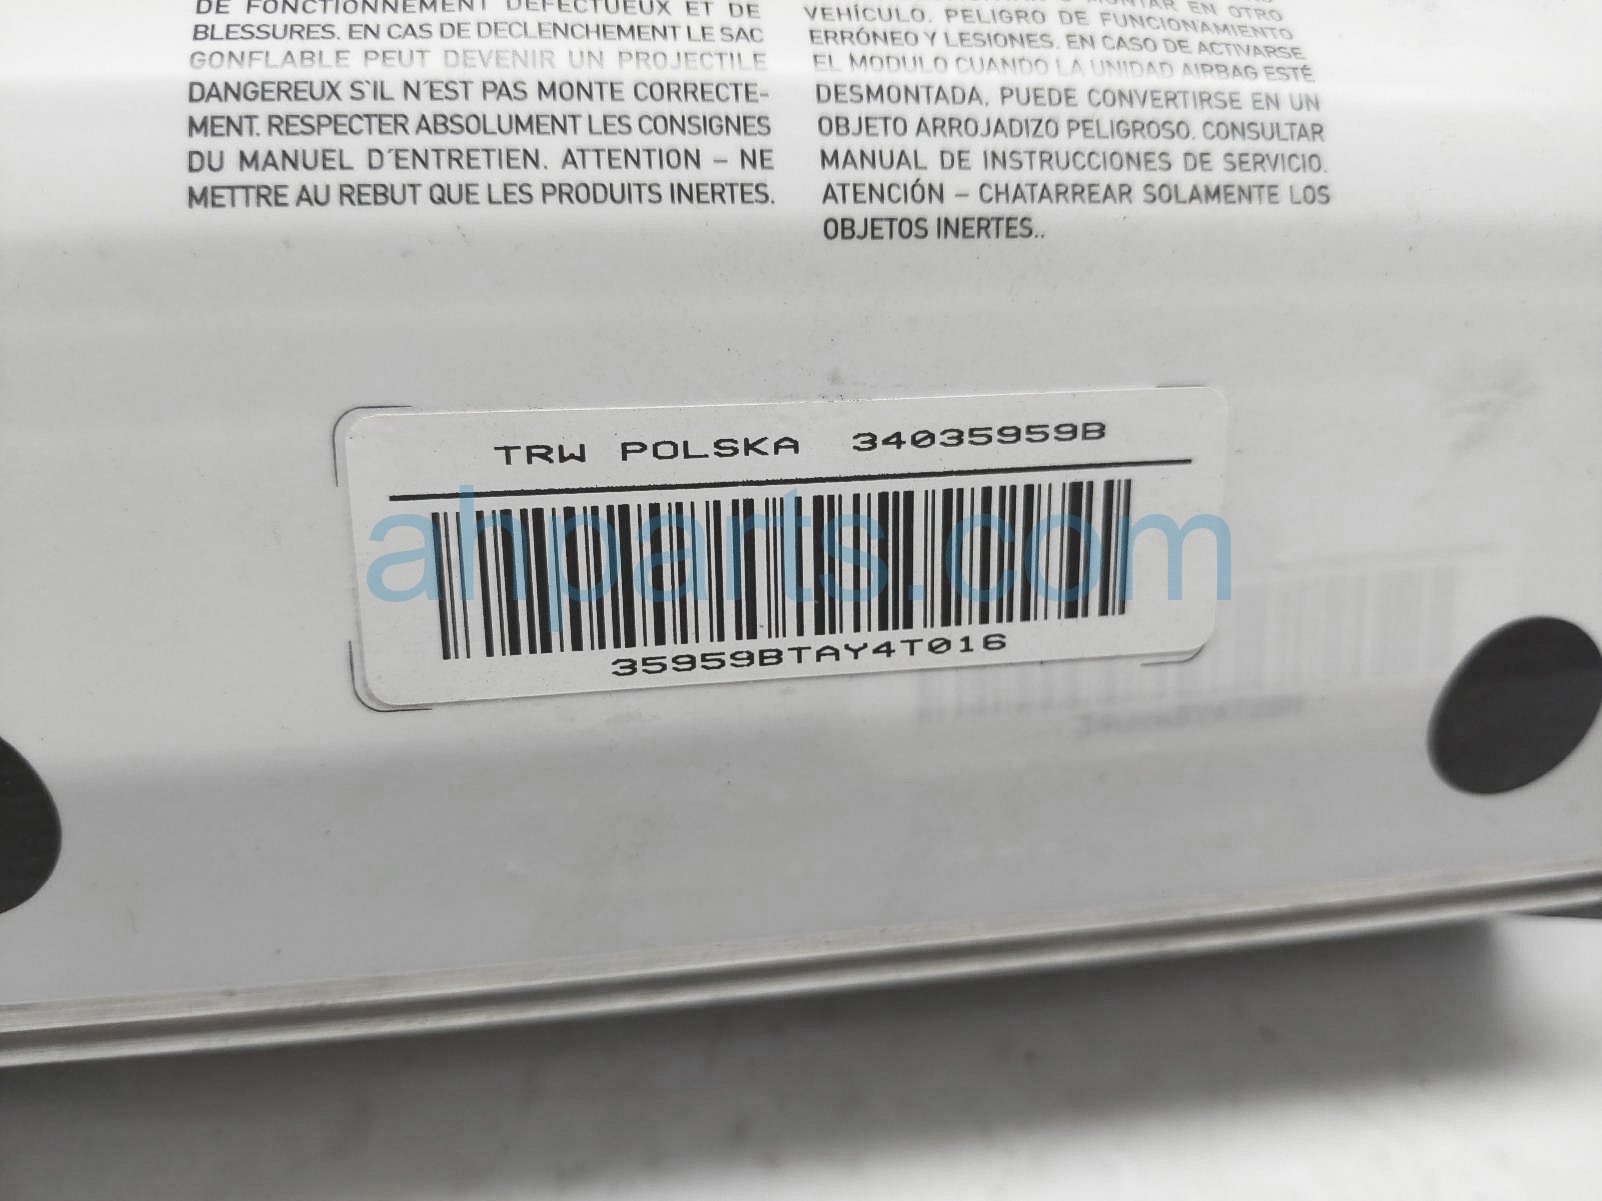 DE FONCTIONNEMENT DÉFECTUEUX ET DE
BLESSURES. EN CAS DE DECLENCHEMENT LE SAC
GONFLABLE PEUT DEVENIR UN PROJECTILE
DANGEREUX S'IL N´EST PAS MONTE CORRECTE-
MENT. RESPECTER ABSOLUMENT LES CONSIGNES
DU MANUEL D´ENTRETIEN. ATTENTION – NE
METTRE AU REBUT QUE LES PRODUITS INERTES.
MONTAR EN OTRO
VEHÍCULO. PELIGRO DE FUNCIONAMIENTO
ERRÓNEO Y LESIONES. EN CASO DE ACTIVARSE
EL MODULO CUANDO LA UNIDAD AIRBAG ESTÉ
DESMONTADA, PUEDE CONVERTIRSE EN UN
OBJETO ARROJADIZO PELIGROSO. CONSULTAR
MANUAL DE INSTRUCCIONES DE SERVICIO.
ATENCIÓN – CHATARREAR SOLAMENTE LOS
OBJETOS INERTES..
TRW POLSKA 34035959B
ahparts.com
35959BTAY4T016